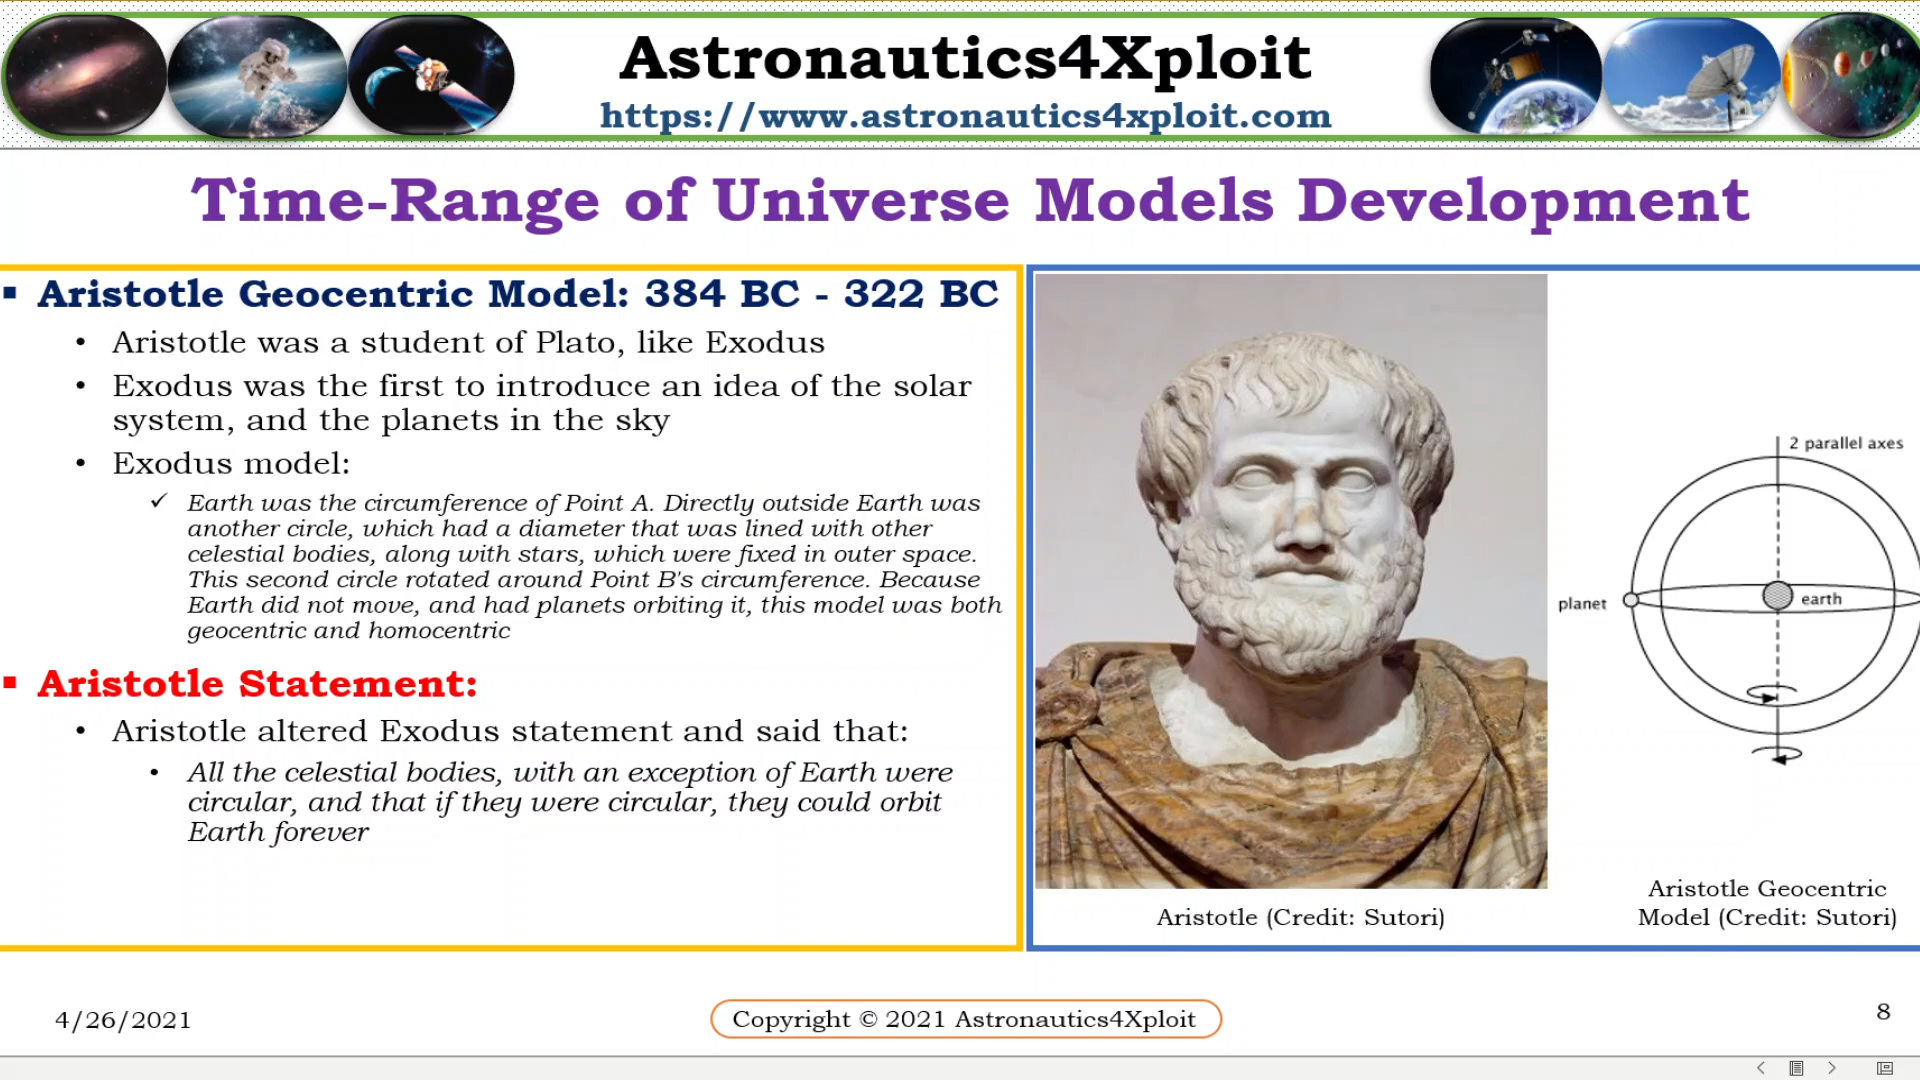 Astronautics4Xploit
https://www.astronautics4xploit.com
Time-Range of Universe Models Development
Aristotle Geocentric Model: 384 BC - 322 BC
Aristotle was a student of Plato, like Exodus
Exodus was the first to introduce an idea of the solar
system, and the planets in the sky
Exodus model:
Earth was the circumference of Point A. Directly outside Earth was
another circle, which had a diameter that was lined with other
celestial bodies, along with stars, which were fixed in outer space.
This second circle rotated around Point B's circumference. Because
Earth did not move, and had planets orbiting it, this model was both
geocentric and homocentric
Aristotle Statement:
Aristotle altered Exodus statement and said that:
All the celestial bodies, with an exception of Earth were
circular, and that if they were circular, they could orbit
Earth forever
2 parallel axes
planet
earth
Aristotle (Credit: Sutori)
Aristotle Geocentric
Model (Credit: Sutori)
4/26/2021
Copyright © 2021 Astronautics4Xploit
8